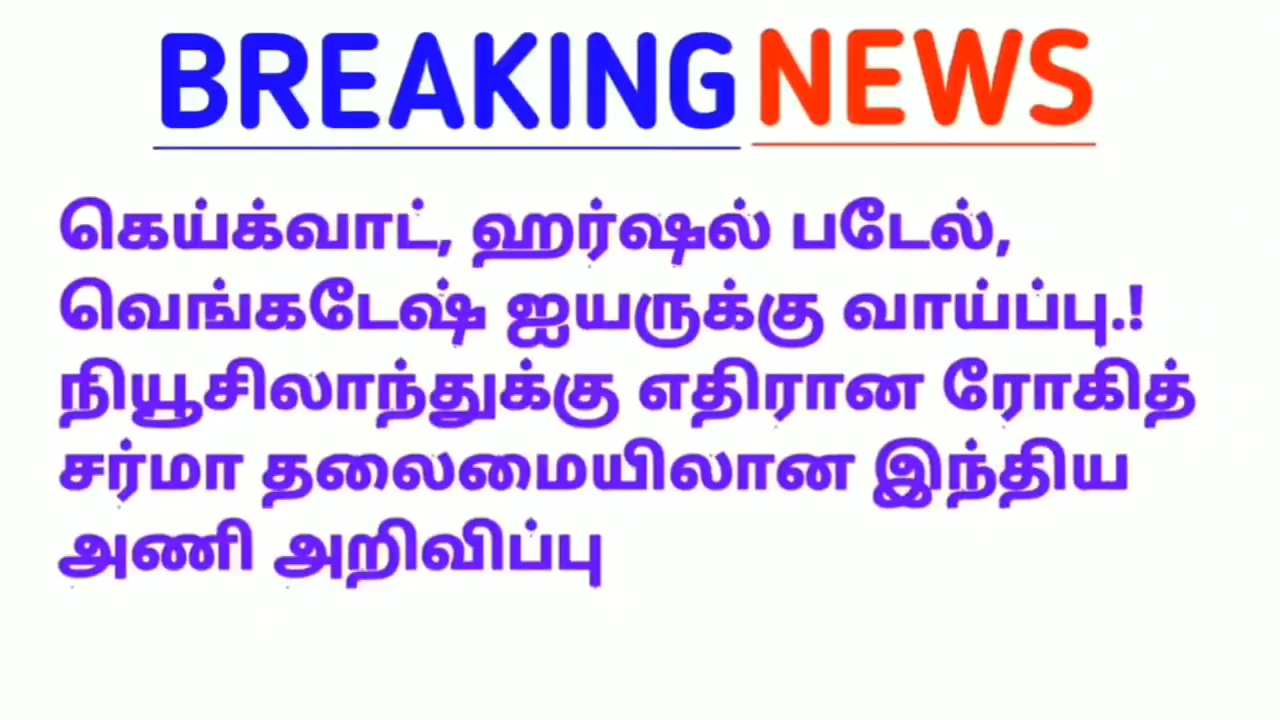 BREAKING NEWS
கெய்க்வாட், ஹர்ஷல் படேல்,
வெங்கடேஷ் ஐயருக்கு வாய்ப்பு.!
நியூசிலாந்துக்கு எதிரான ரோகித்
சர்மா தலைமையிலான இந்திய
அணி அறிவிப்பு